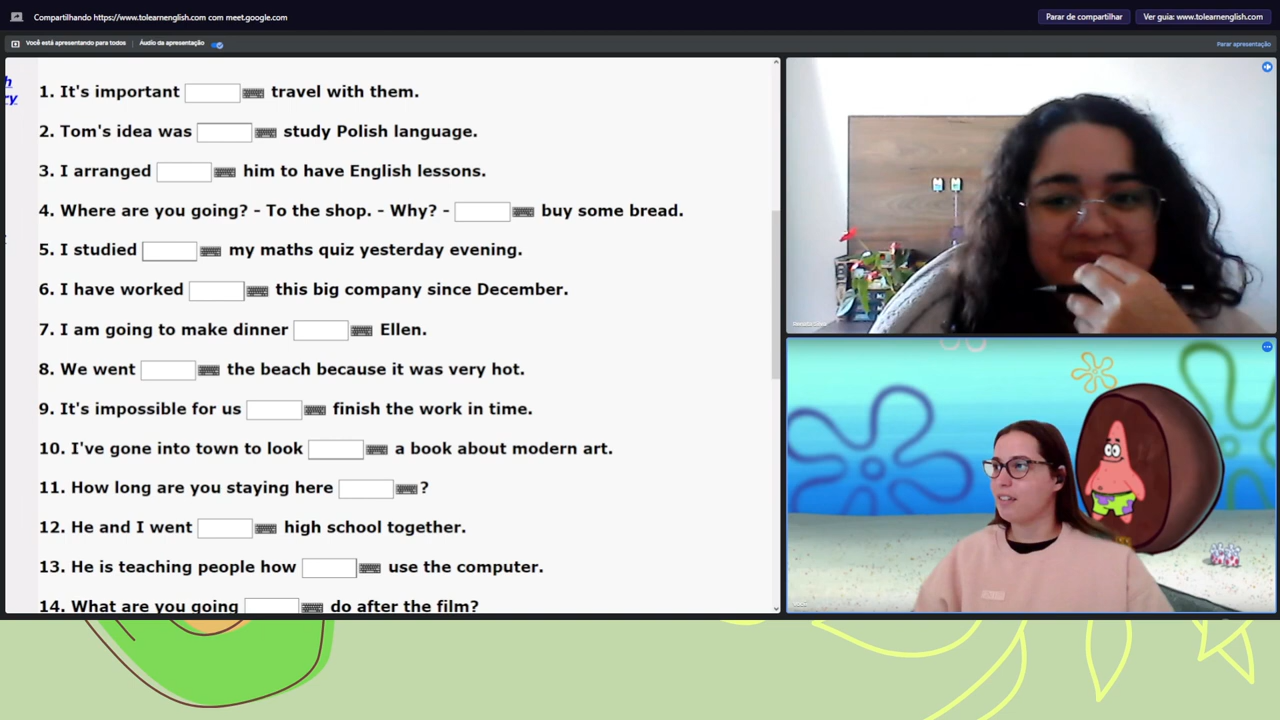 Compartilhando https://www.tolearnenglish.com com meet.google.com
Parar de compartilhar
Ver guia: www.tolearnenglish.com
Você está apresentando para todos
Áudio da apresentação
Parar apresentação
h
ry
1. It's important travel with them.
2. Tom's idea was study Polish language.
3. I arranged him to have English lessons.
4. Where are you going? - To the shop. - Why? - buy some bread.
5. I studied my maths quiz yesterday evening.
6. I have worked this big company since December.
7. I am going to make dinner Ellen.
8. We went the beach because it was very hot.
9. It's impossible for us finish the work in time.
10. I've gone into town to look a book about modern art.
11. How long are you staying here ?
12. He and I went high school together.
13. He is teaching people how use the computer.
14. What are you going do after the film?